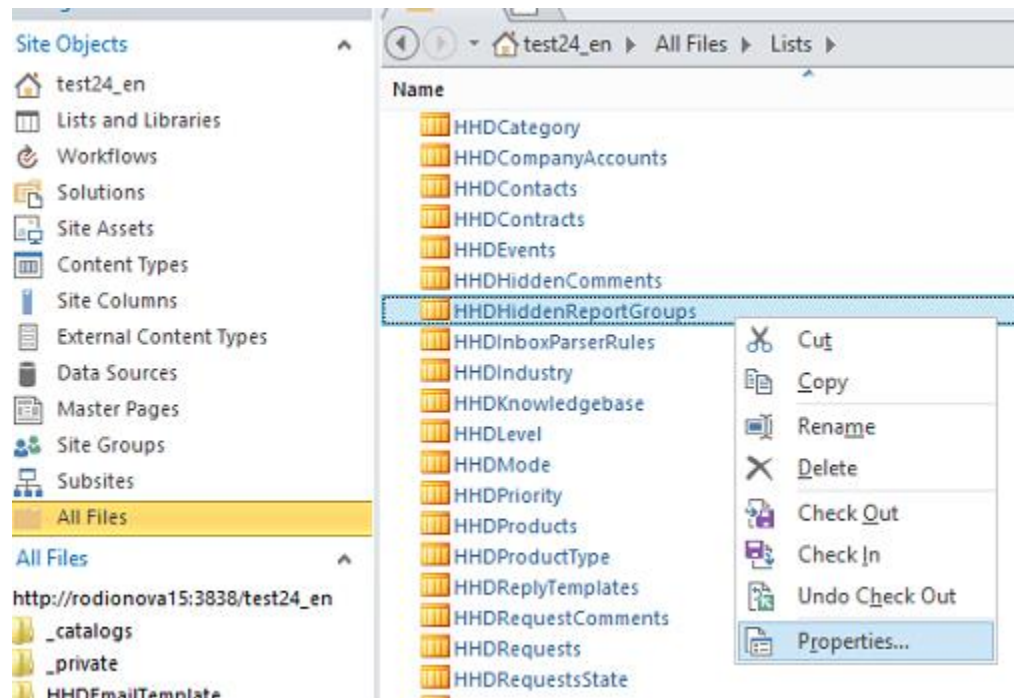 Site Objects
test24_en
Lists and Libraries
Workflows
Solutions
Site Assets
Content Types
Site Columns
External Content Types
Data Sources
Master Pages
Site Groups
Subsites
All Files
All Files
http://rodionova15:3838/test24_en
_catalogs
_private
HHDEmailTemplate
test24_en All Files Lists
Name
HHDCategory
HHDCompanyAccounts
HHDContacts
HHDContracts
HHDEvents
HHDHiddenComments
HHDHiddenReportGroups
HHDInboxParserRules
HHDIndustry
HHDKnowledgebase
HHDLevel
HHDMode
HHDPriority
HHDProducts
HHDProductType
HHDReplyTemplates
HHDRequestComments
HHDRequests
HHDRequestsState
Cut
Copy
Rename
Delete
Check Out
Check In
Undo Check Out
Properties...